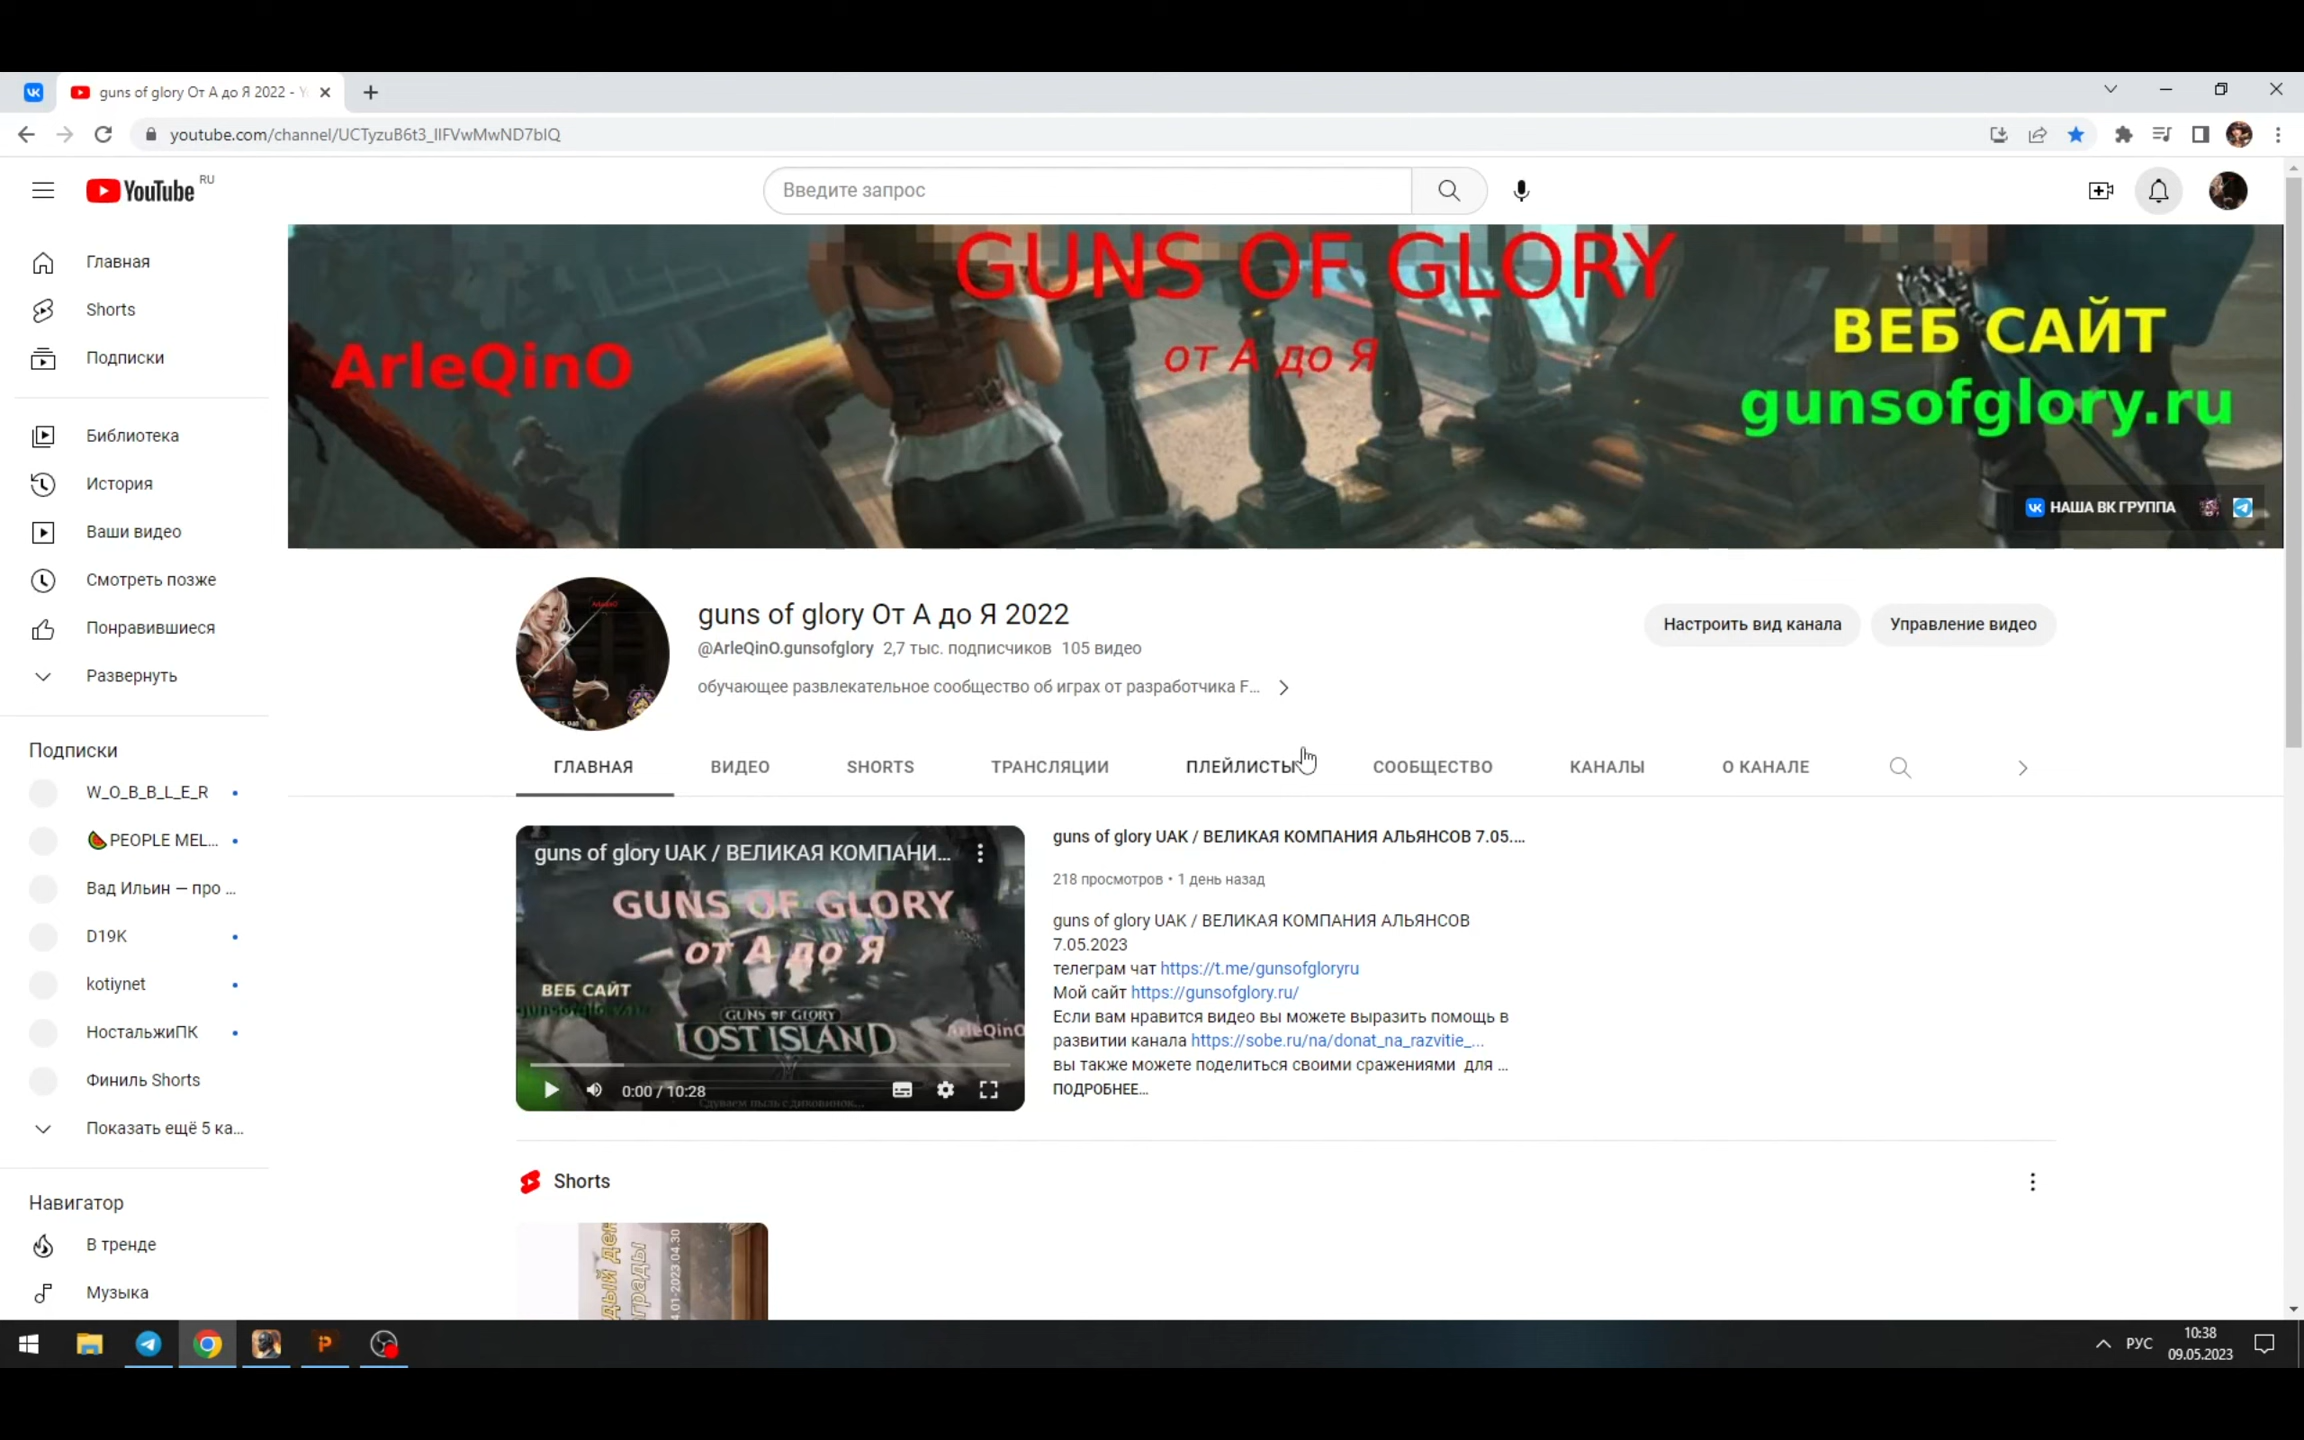 guns of glory От А до Я 2022 - Y
youtube.com/channel/UCTyzuB6t3_IIFVwMwND7bIQ
YouTube RU
Введите запрос
Главная
Shorts
Подписки
Библиотека
История
Ваши видео
Смотреть позже
Понравившиеся
Развернуть
Подписки
W_O_B_B_L_E_R
🍉PEOPLE MEL...
Вад Ильин — про ...
D19K
kotiynet
НостальжиПК
Финиль Shorts
Показать ещё 5 ка...
Навигатор
В тренде
Музыка
GUNS OF GLORY
от А до Я
ArleQinO
ВЕБ САЙТ
gunsofglory.ru
НАША ВК ГРУППА
guns of glory От А до Я 2022
@ArleQinO.gunsofglory 2,7 тыс. подписчиков 105 видео
обучающее развлекательное сообщество об играх от разработчика F...
Настроить вид канала
Управление видео
ГЛАВНАЯ
ВИДЕО
SHORTS
ТРАНСЛЯЦИИ
ПЛЕЙЛИСТЫ
СООБЩЕСТВО
КАНАЛЫ
О КАНАЛЕ
guns of glory UAK / ВЕЛИКАЯ КОМПАНИ...
GUNS OF GLORY
от А до Я
ВЕБ САЙТ
GUNS OF GLORY
LOST ISLAND
ArleQinO
0:00 / 10:28
Сдуваем пыль с диковинок...
guns of glory UAK / ВЕЛИКАЯ КОМПАНИЯ АЛЬЯНСОВ 7.05....
218 просмотров • 1 день назад
guns of glory UAK / ВЕЛИКАЯ КОМПАНИЯ АЛЬЯНСОВ
7.05.2023
телеграм чат https://t.me/gunsofgloryru
Мой сайт https://gunsofglory.ru/
Если вам нравится видео вы можете выразить помощь в
развитии канала https://sobe.ru/na/donat_na_razvitie_...
вы также можете поделиться своими сражениями для ...
ПОДРОБНЕЕ...
Shorts
РУС
10:38
09.05.2023